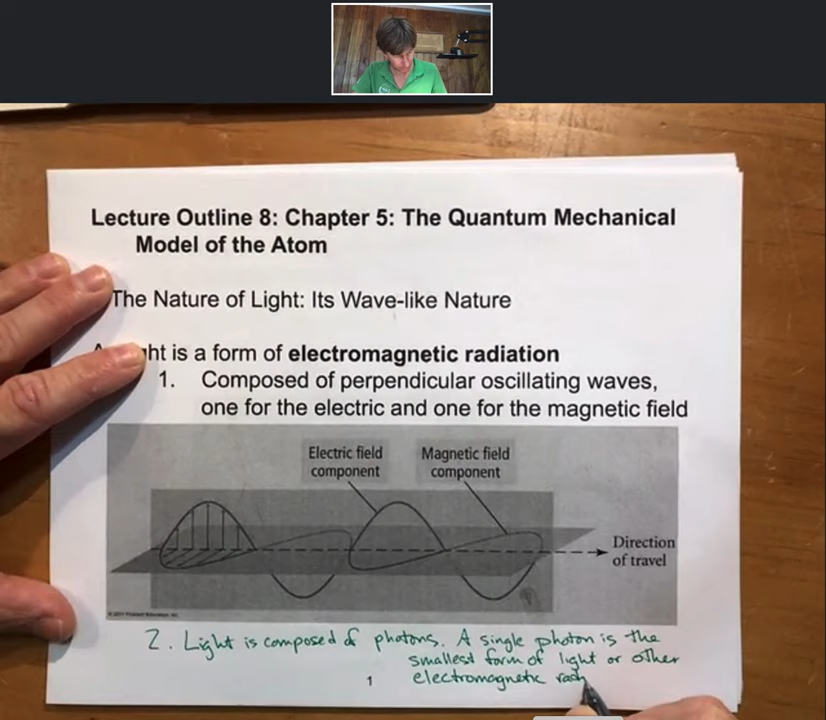 Lecture Outline 8: Chapter 5: The Quantum Mechanical
Model of the Atom
The Nature of Light: Its Wave-like Nature
ht is a form of electromagnetic radiation
1. Composed of perpendicular oscillating waves,
one for the electric and one for the magnetic field
Electric field
component
Magnetic field
component
Direction
of travel
2. Light is composed of photons. A single photon is the
smallest form of light or other
electromagnetic rad
1